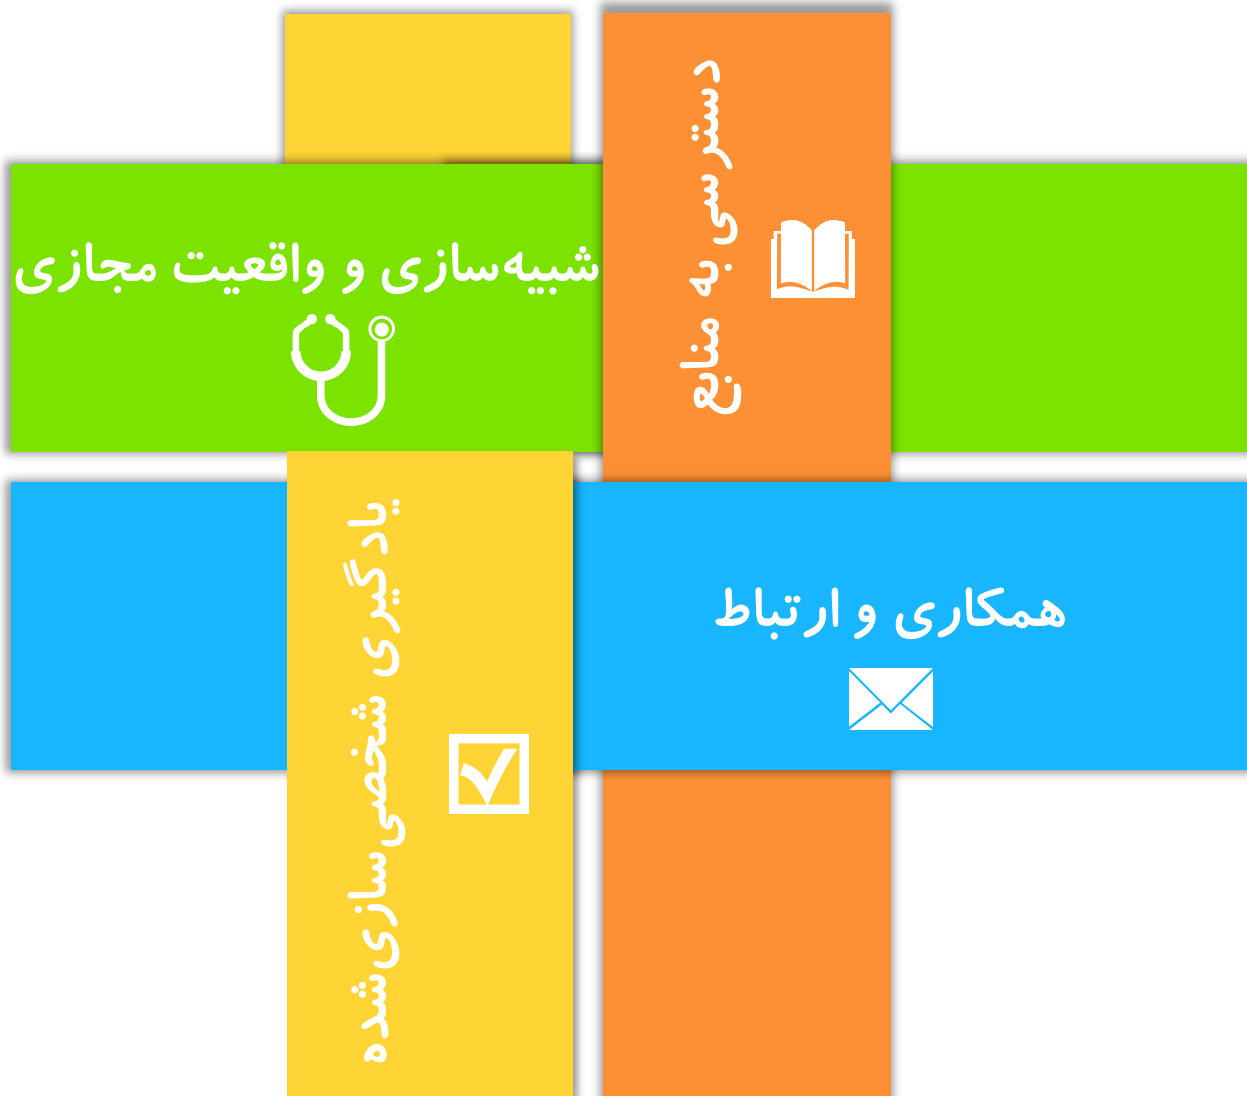 دسترسی به منابع
شبیه‌سازی و واقعیت مجازی
یادگیری شخصی‌سازی‌شده
همکاری و ارتباط